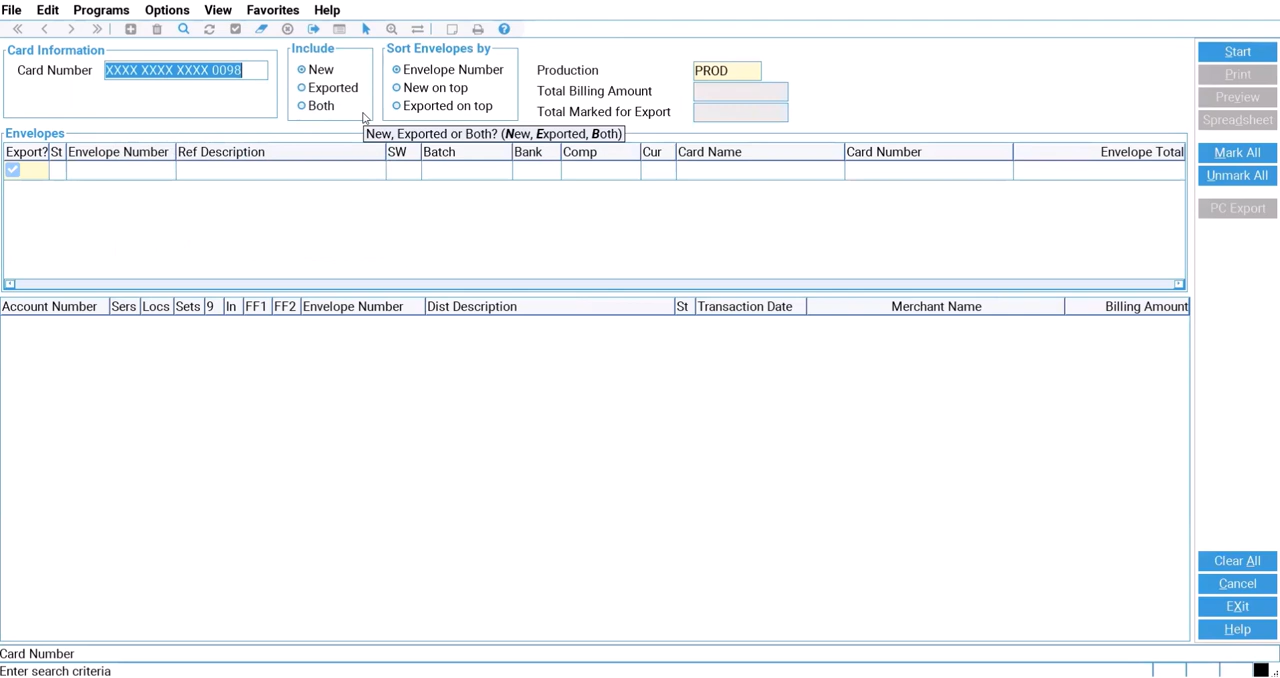 File Edit Programs Options View Favorites Help
Card Information
Card Number XXXX XXXX XXXX 0098
Include
New
Exported
Both
Sort Envelopes by
Envelope Number
New on top
Exported on top
Production PROD
Total Billing Amount
Total Marked for Export
New, Exported or Both? (New, Exported, Both)
Envelopes
Export? St Envelope Number Ref Description SW Batch Bank Comp Cur Card Name Card Number Envelope Total
Account Number Sers Locs Sets 9 In FF1 FF2 Envelope Number Dist Description St Transaction Date Merchant Name Billing Amount
Start
Print
Preview
Spreadsheet
Mark All
Unmark All
PC Export
Clear All
Cancel
EXit
Help
Card Number
Enter search criteria